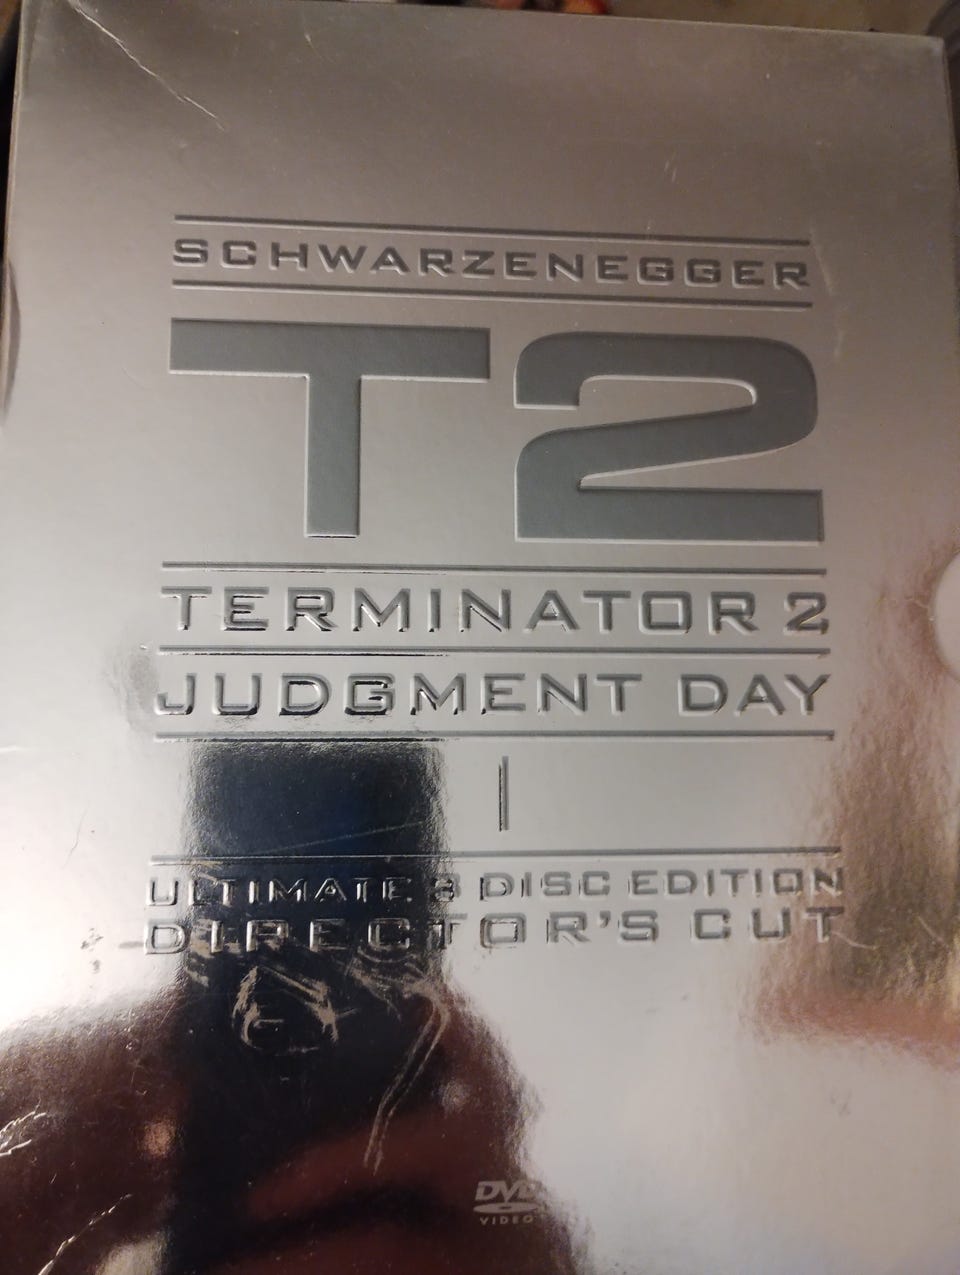 SCHWARZENEGGER
T2
TERMINATOR 2
JUDGMENT DAY
ULTIMATE 3 DISC EDITION
DIRECTOR'S CUT
DVD
VIDEO